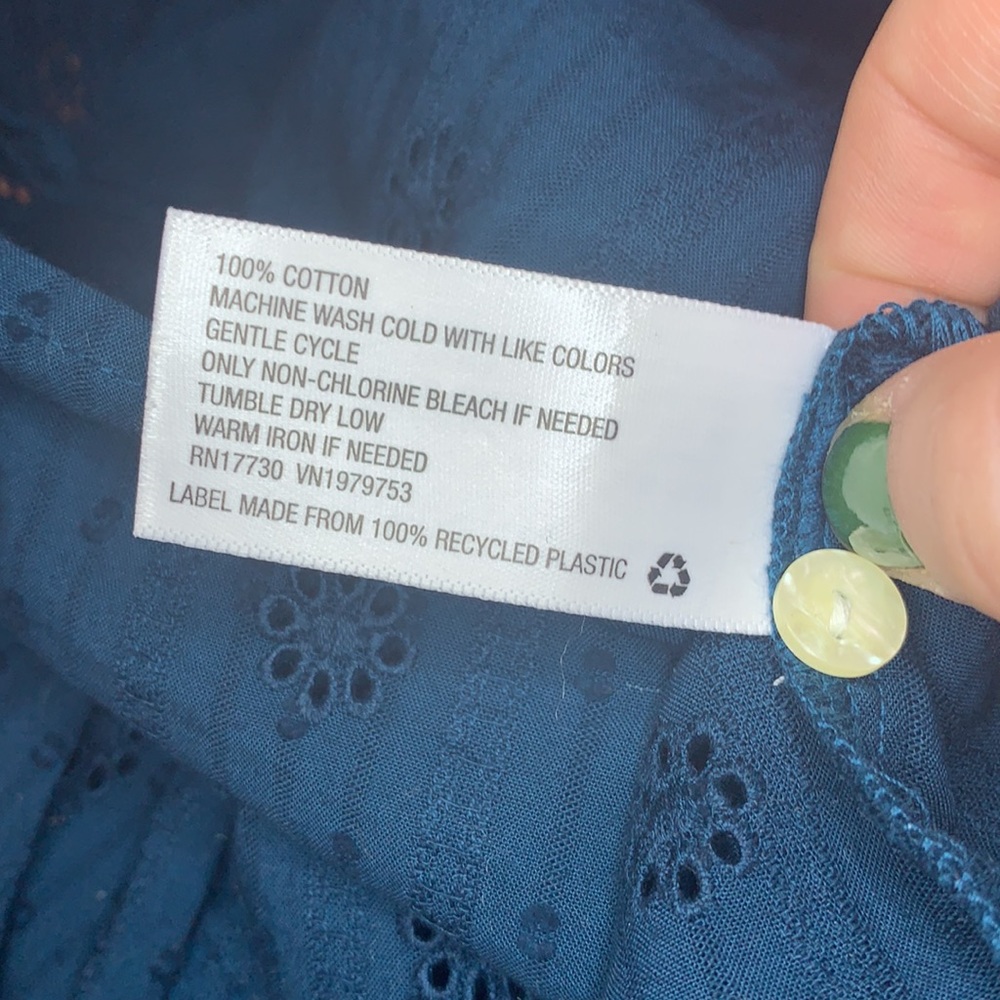 100% COTTON
MACHINE WASH COLD WITH LIKE COLORS
GENTLE CYCLE
ONLY NON-CHLORINE BLEACH IF NEEDED
TUMBLE DRY LOW
WARM IRON IF NEEDED
RN17730 VN1979753
LABEL MADE FROM 100% RECYCLED PLASTIC